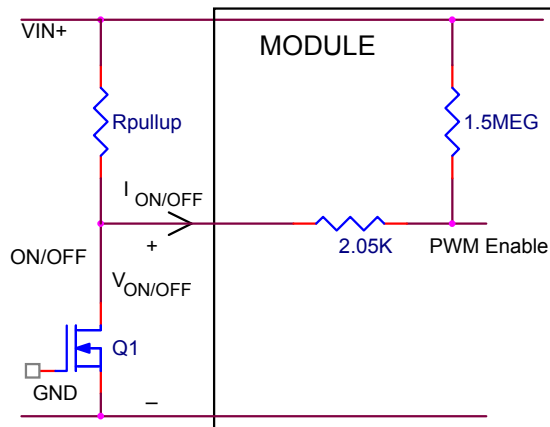 VIN+
MODULE
Rpullup
1.5MEG
I ON/OFF
+
2.05K
PWM Enable
ON/OFF
V ON/OFF
Q1
GND
–